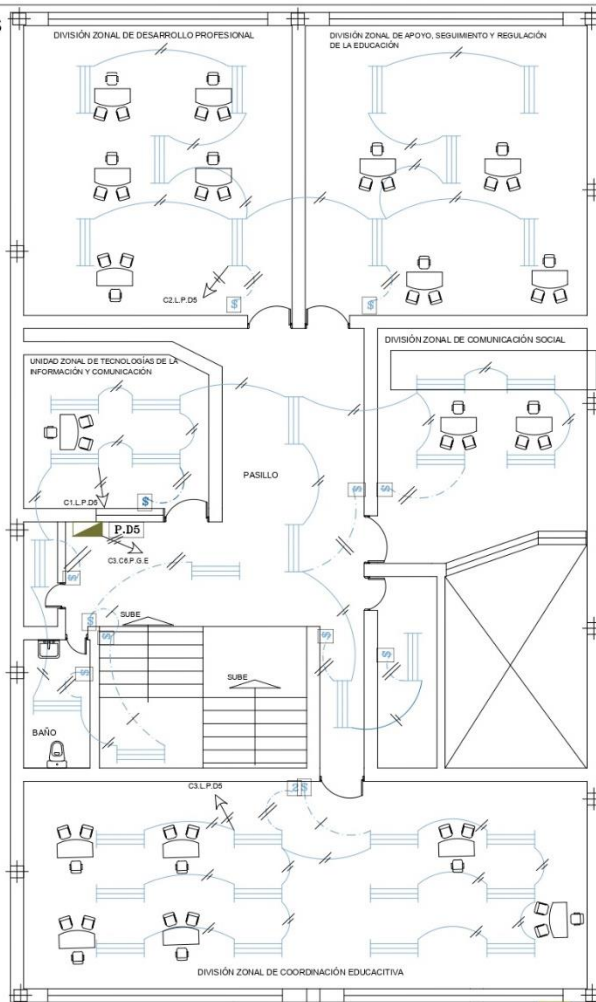 DIVISIÓN ZONAL DE DESARROLLO PROFESIONAL
DIVISIÓN ZONAL DE APOYO, SEGUIMIENTO Y REGULACIÓN
DE LA EDUCACIÓN
C2.L.P.D5
$
$
DIVISIÓN ZONAL DE COMUNICACIÓN SOCIAL
UNIDAD ZONAL DE TECNOLOGÍAS DE LA
INFORMACIÓN Y COMUNICACIÓN
PASILLO
C1.L.P.D5
$
$
$
P.D5
C3.C6.P.G.E
$
SUBE
$
$
$
$
$
SUBE
BAÑO
C3.L.P.D5
2$
DIVISIÓN ZONAL DE COORDINACIÓN EDUCACITIVA